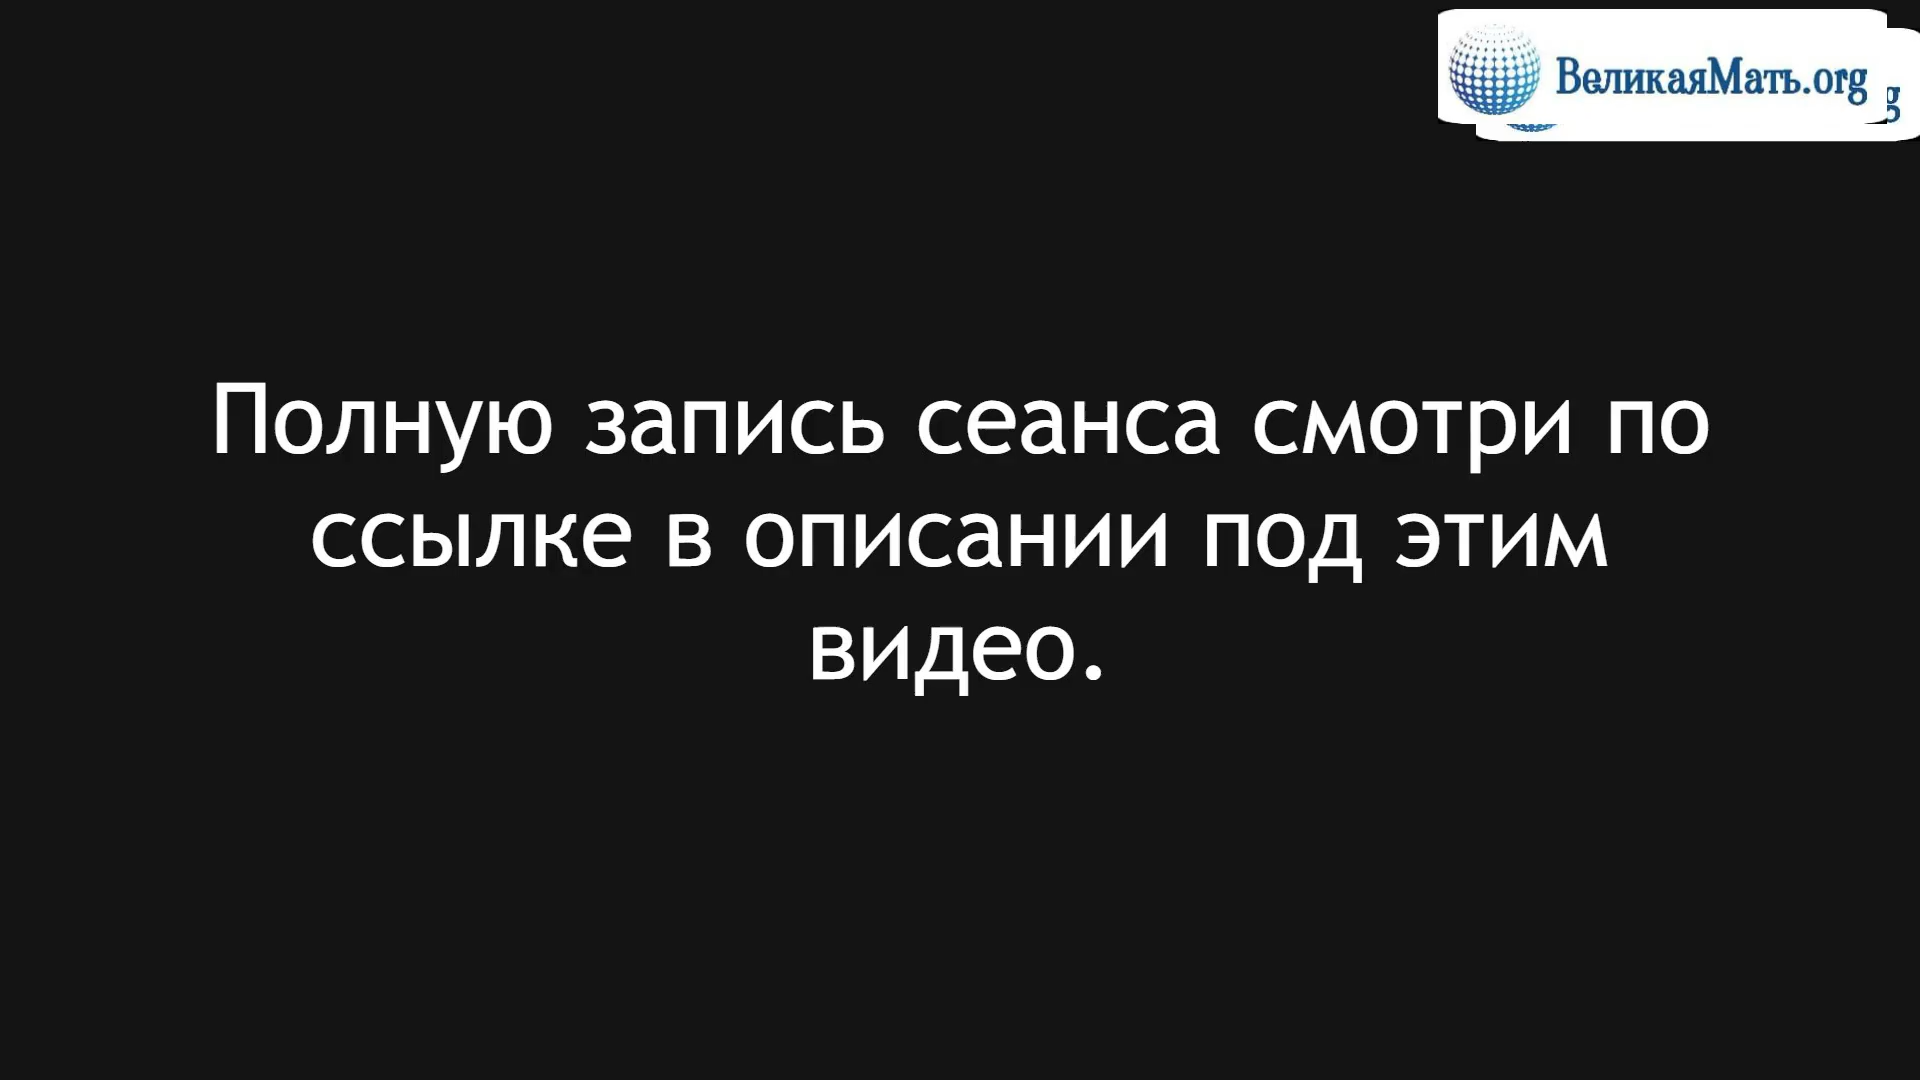 ВеликаяМать.org
g
Полную запись сеанса смотри по
ссылке в описании под этим
видео.